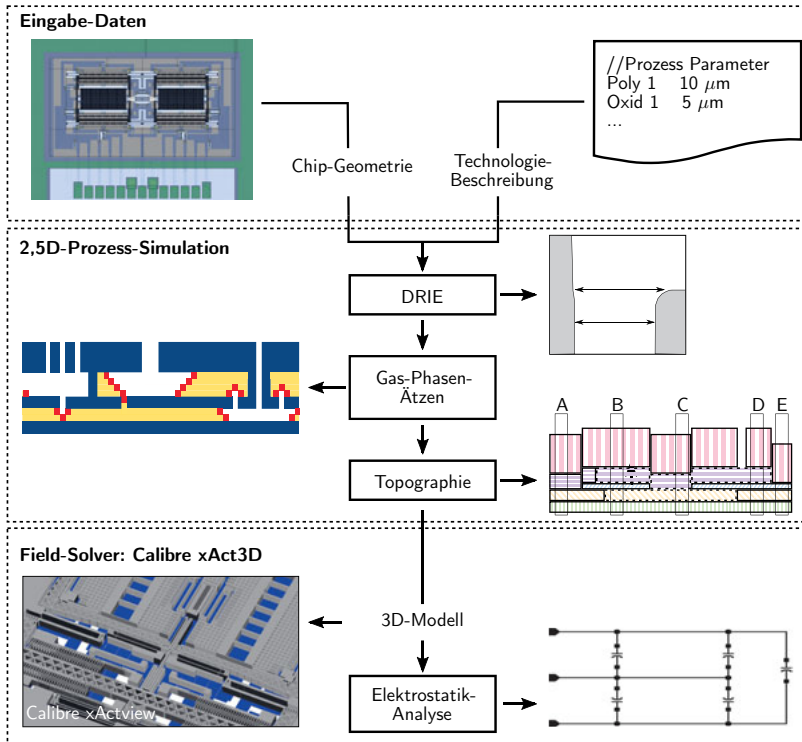 Eingabe-Daten
//Prozess Parameter
Poly 1 10 μm
Oxid 1 5 μm
...
Chip-Geometrie
Technologie-
Beschreibung
2,5D-Prozess-Simulation
DRIE
Gas-Phasen-
Ätzen
A B C D E
Topographie
Field-Solver: Calibre xAct3D
3D-Modell
Elektrostatik-
Analyse
Calibre xActview